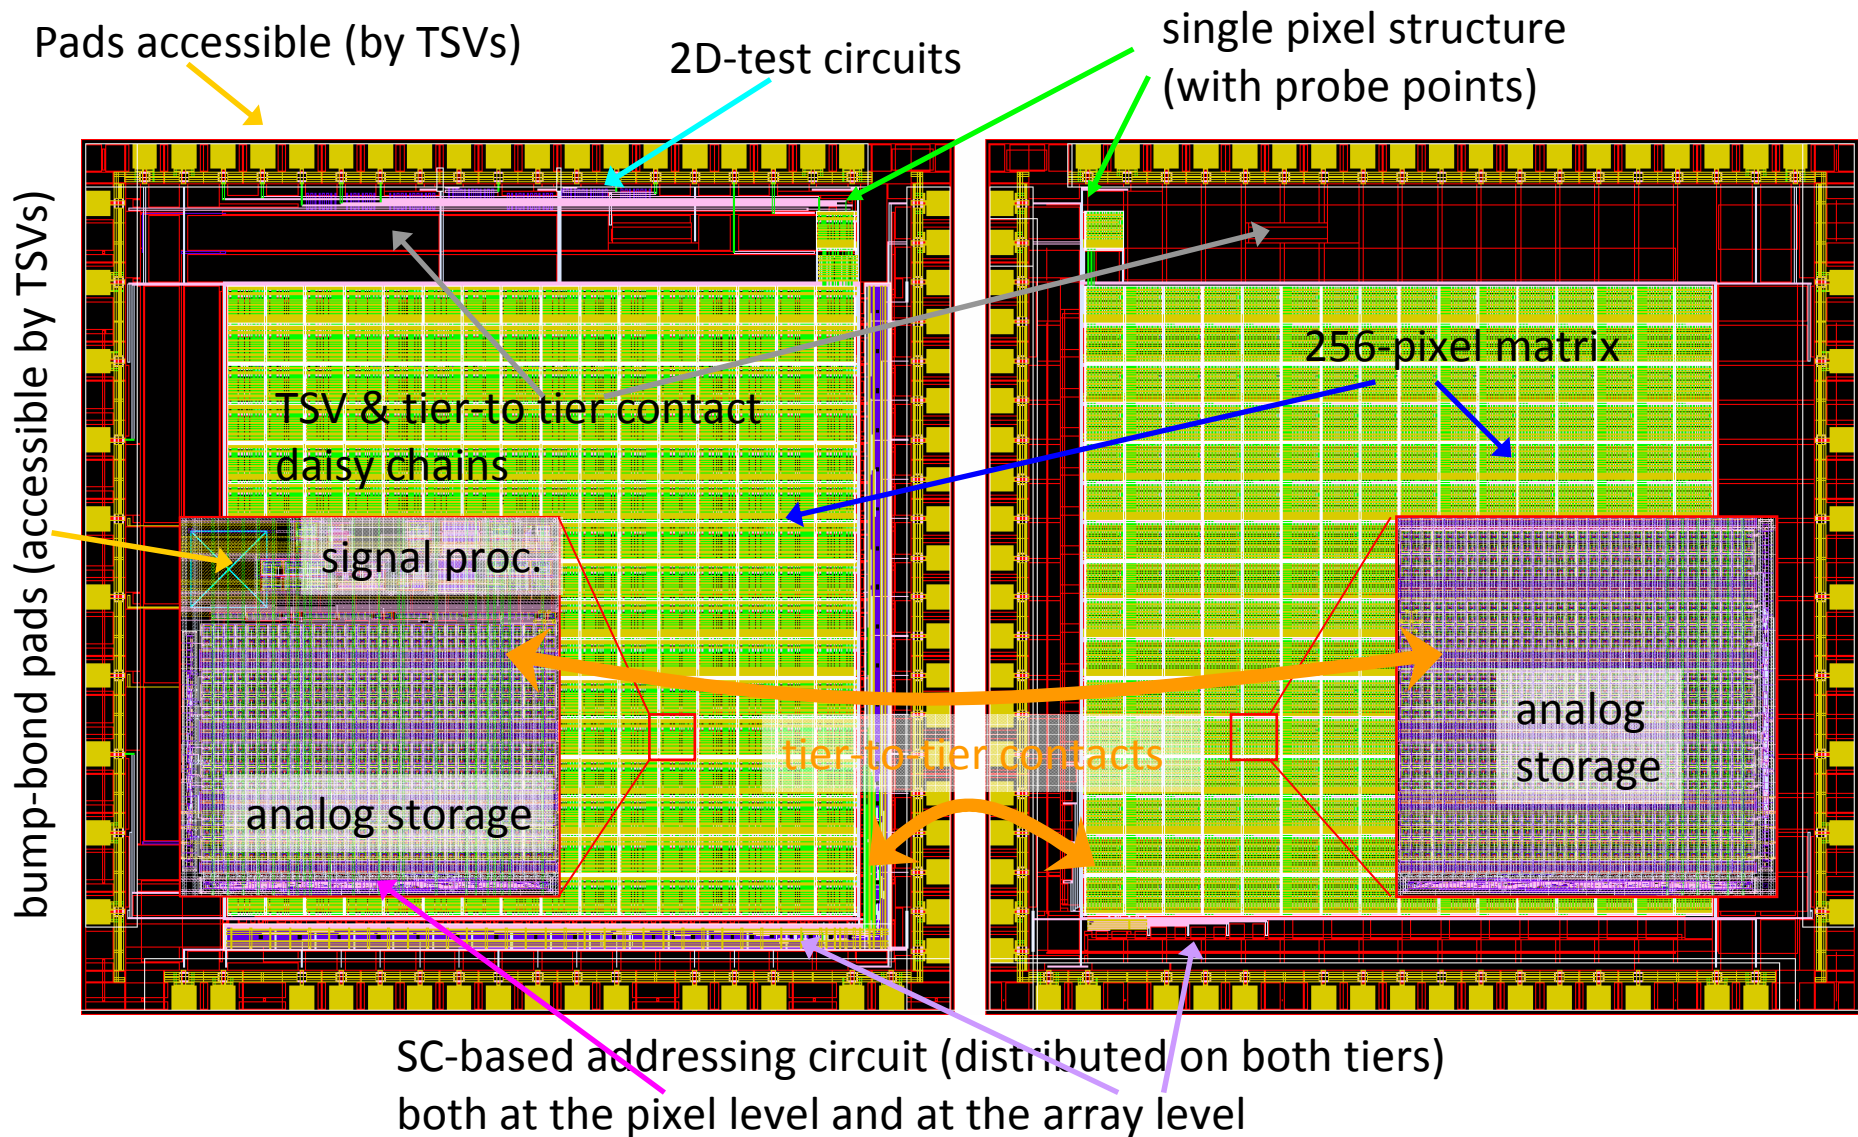 Pads accessible (by TSVs)
2D-test circuits
single pixel structure
(with probe points)
bump-bond pads (accessible by TSVs)
256-pixel matrix
TSV & tier-to tier contact
daisy chains
signal proc.
analog storage
tier-to-tier contacts
analog
storage
SC-based addressing circuit (distributed on both tiers)
both at the pixel level and at the array level